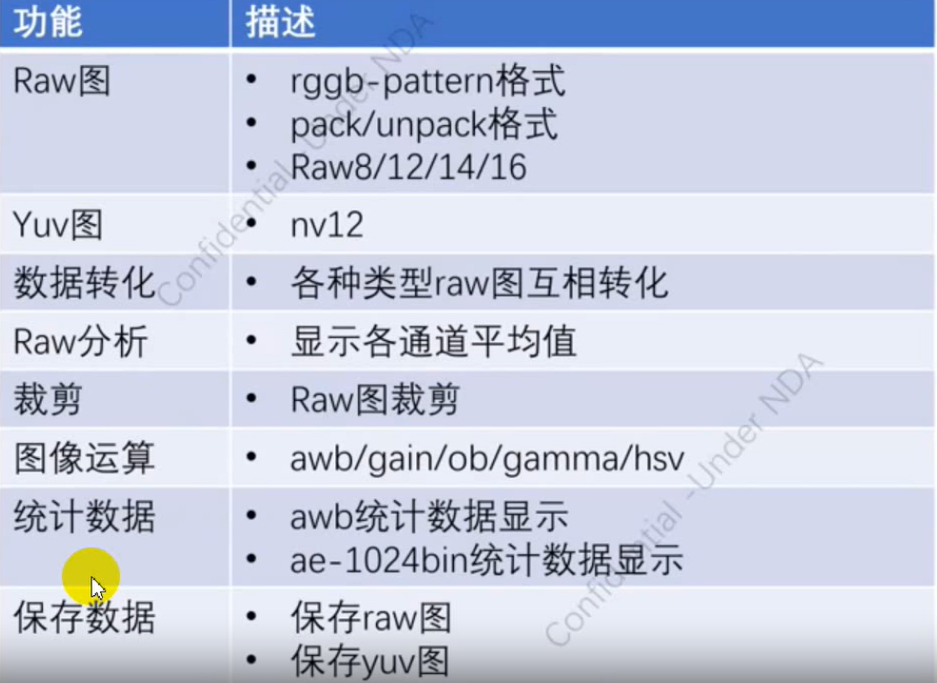 功能 描述
Raw图 • rggb-pattern格式
• pack/unpack格式
• Raw8/12/14/16
Yuv图 • nv12
数据转化 • 各种类型raw图互相转化
Raw分析 • 显示各通道平均值
裁剪 • Raw图裁剪
图像运算 • awb/gain/ob/gamma/hsv
统计数据 • awb统计数据显示
• ae-1024bin统计数据显示
保存数据 • 保存raw图
• 保存yuv图
Confidential -Under NDA
Confidential -Under NDA